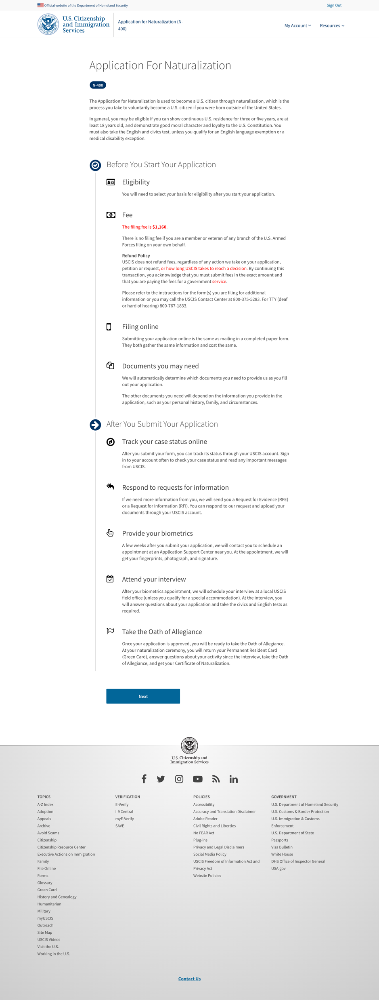 Official website of the Department of Homeland Security
Sign Out
U.S. Citizenship
and Immigration
Services
Application for Naturalization (N-
400)
My Account
Resources
Application For Naturalization
N-400
The Application for Naturalization is used to become a U.S. citizen through naturalization, which is the
process you take to voluntarily become a U.S. citizen if you were born outside of the United States.
In general, you may be eligible if you can show continuous U.S. residence for three or five years, are at
least 18 years old, and demonstrate good moral character and loyalty to the U.S. Constitution. You
must also take the English and civics test, unless you qualify for an English language exemption or a
medical disability exception.
Before You Start Your Application
Eligibility
You will need to select your basis for eligibility after you start your application.
Fee
The filing fee is $1,160.
There is no filing fee if you are a member or veteran of any branch of the U.S. Armed
Forces filing on your own behalf.
Refund Policy
USCIS does not refund fees, regardless of any action we take on your application,
petition or request, or how long USCIS takes to reach a decision. By continuing this
transaction, you acknowledge that you must submit fees in the exact amount and
that you are paying the fees for a government service.
Please refer to the instructions for the form(s) you are filing for additional
information or you may call the USCIS Contact Center at 800-375-5283. For TTY (deaf
or hard of hearing) 800-767-1833.
Filing online
Submitting your application online is the same as mailing in a completed paper form.
They both gather the same information and cost the same.
Documents you may need
We will automatically determine which documents you need to provide us as you fill
out your application.
The other documents you need will depend on the information you provide in the
application, such as your personal history, family, and circumstances.
After You Submit Your Application
Track your case status online
After you submit your form, you can track its status through your USCIS account. Sign
in to your account often to check your case status and read any important messages
from USCIS.
Respond to requests for information
If we need more information from you, we will send you a Request for Evidence (RFE)
or a Request for Information (RFI). You can respond to our request and upload your
documents through your USCIS account.
Provide your biometrics
A few weeks after you submit your application, we will contact you to schedule an
appointment at an Application Support Center near you. At the appointment, we will
get your fingerprints, photograph, and signature.
Attend your interview
After your biometrics appointment, we will schedule your interview at a local USCIS
field office (unless you qualify for a special accommodation). At the interview, you
will answer questions about your application and take the civics and English tests as
required.
Take the Oath of Allegiance
Once your application is approved, you will be ready to take the Oath of Allegiance.
At your naturalization ceremony, you will return your Permanent Resident Card
(Green Card), answer questions about your activity since the interview, take the Oath
of Allegiance, and get your Certificate of Naturalization.
Next
U.S. Citizenship and
Immigration Services
TOPICS
A-Z Index
Adoption
Appeals
Archive
Avoid Scams
Citizenship
Citizenship Resource Center
Executive Actions on Immigration
Family
File Online
Forms
Glossary
Green Card
History and Genealogy
Humanitarian
Military
myUSCIS
Outreach
Site Map
USCIS Videos
Visit the U.S.
Working in the U.S.
VERIFICATION
E-Verify
I-9 Central
myE-Verify
SAVE
POLICIES
Accessibility
Accuracy and Translation Disclaimer
Adobe Reader
Civil Rights and Liberties
No FEAR Act
Plug-ins
Privacy and Legal Disclaimers
Social Media Policy
USCIS Freedom of Information Act and
Privacy Act
Website Policies
GOVERNMENT
U.S. Department of Homeland Security
U.S. Customs & Border Protection
U.S. Immigration & Customs
Enforcement
U.S. Department of State
Passports
Visa Bulletin
White House
DHS Office of Inspector General
USA.gov
Contact Us